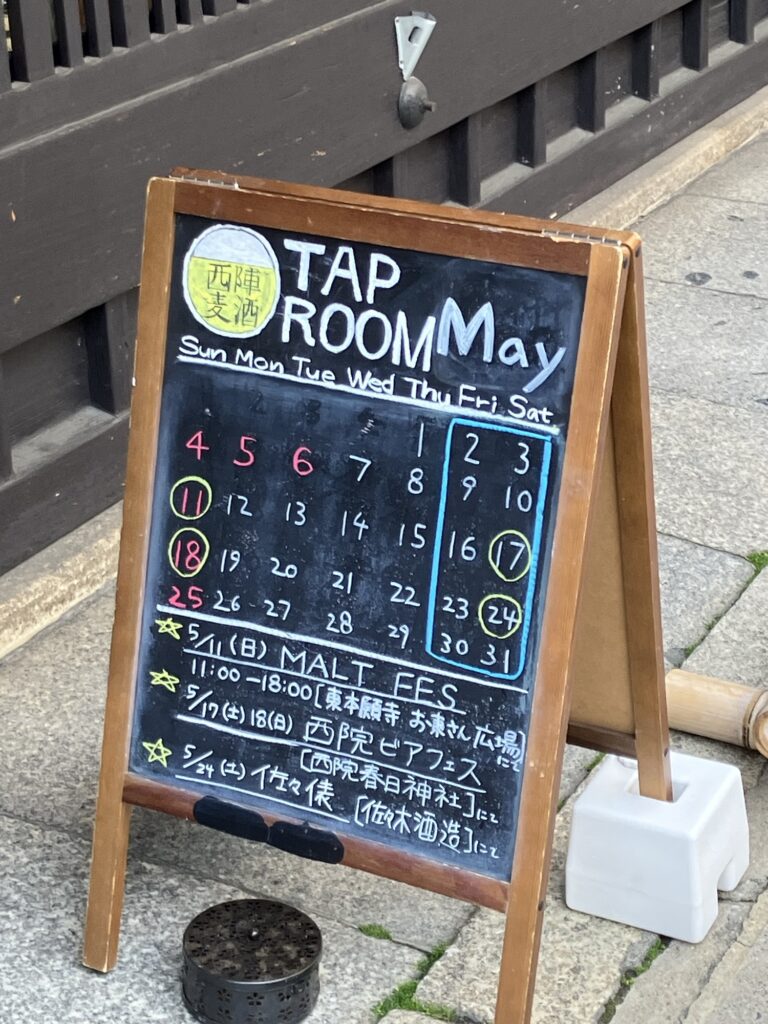 西陣
麦酒
TAP
ROOM May
Sun Mon Tue Wed Thu Fri Sat
1 2 3
4 5 6 7 8 9 10
11 12 13 14 15 16 17
18 19 20 21 22 23 24
25 26 27 28 29 30 31
☆ 5/11(日) MALT FES
11:00-18:00[東本願寺 お東さん広場]にて
☆ 5/17(土)18(日) 西院ビアフェス
[西院春日神社]にて
☆ 5/24(土) 佐々俵
[佐々木酒造]にて